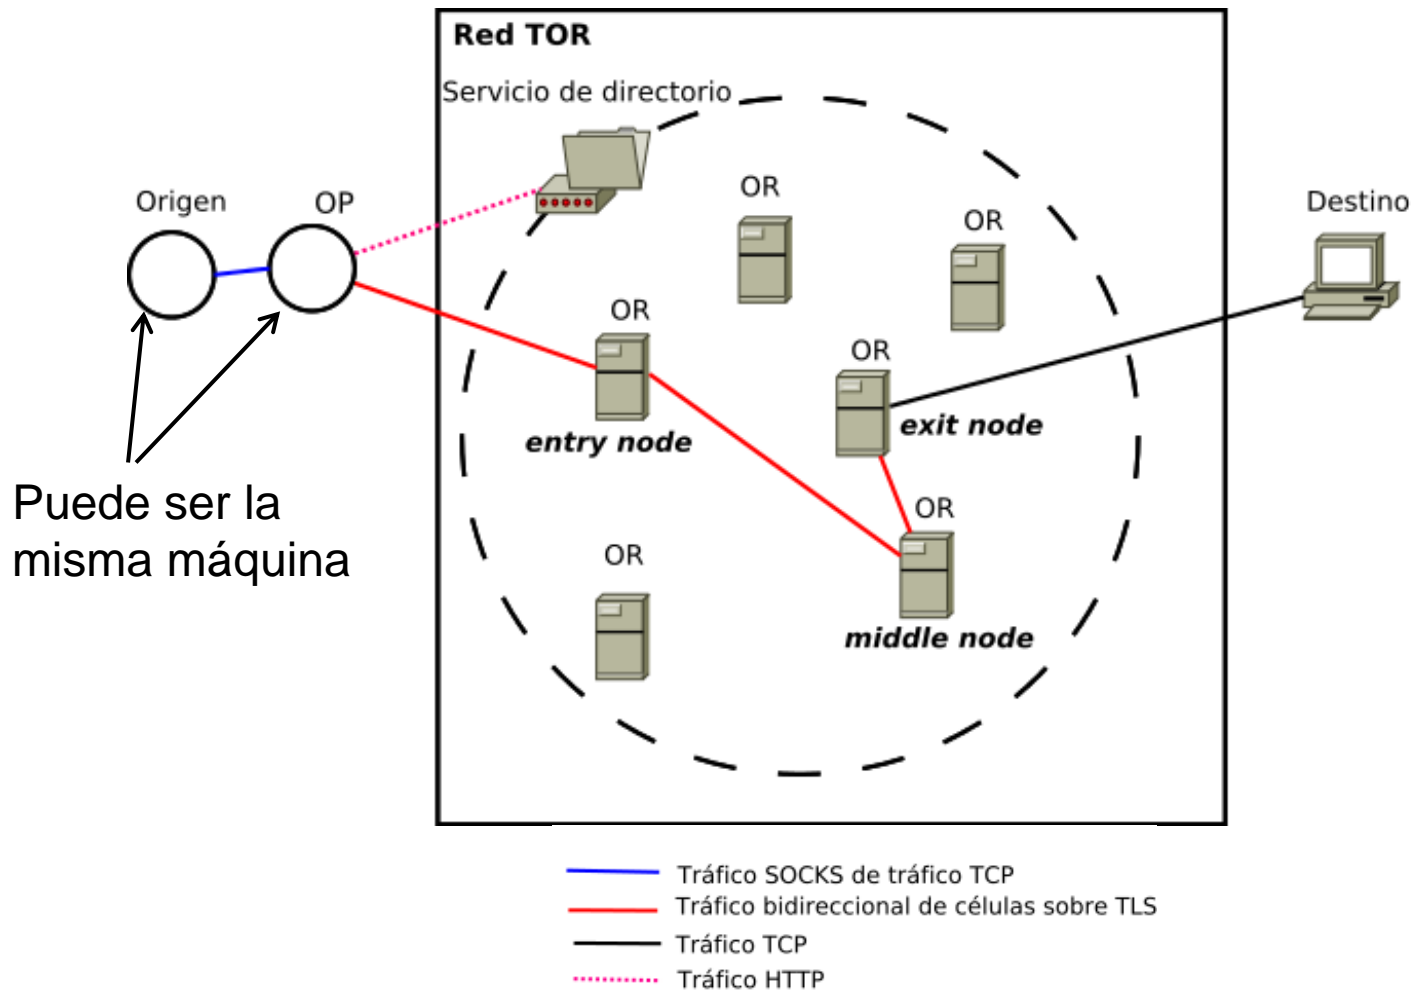 Red TOR
Servicio de directorio
Origen
OP
OR
OR
Destino
OR
OR
entry node
exit node
Puede ser la
misma máquina
OR
OR
middle node
Tráfico SOCKS de tráfico TCP
Tráfico bidireccional de células sobre TLS
Tráfico TCP
Tráfico HTTP